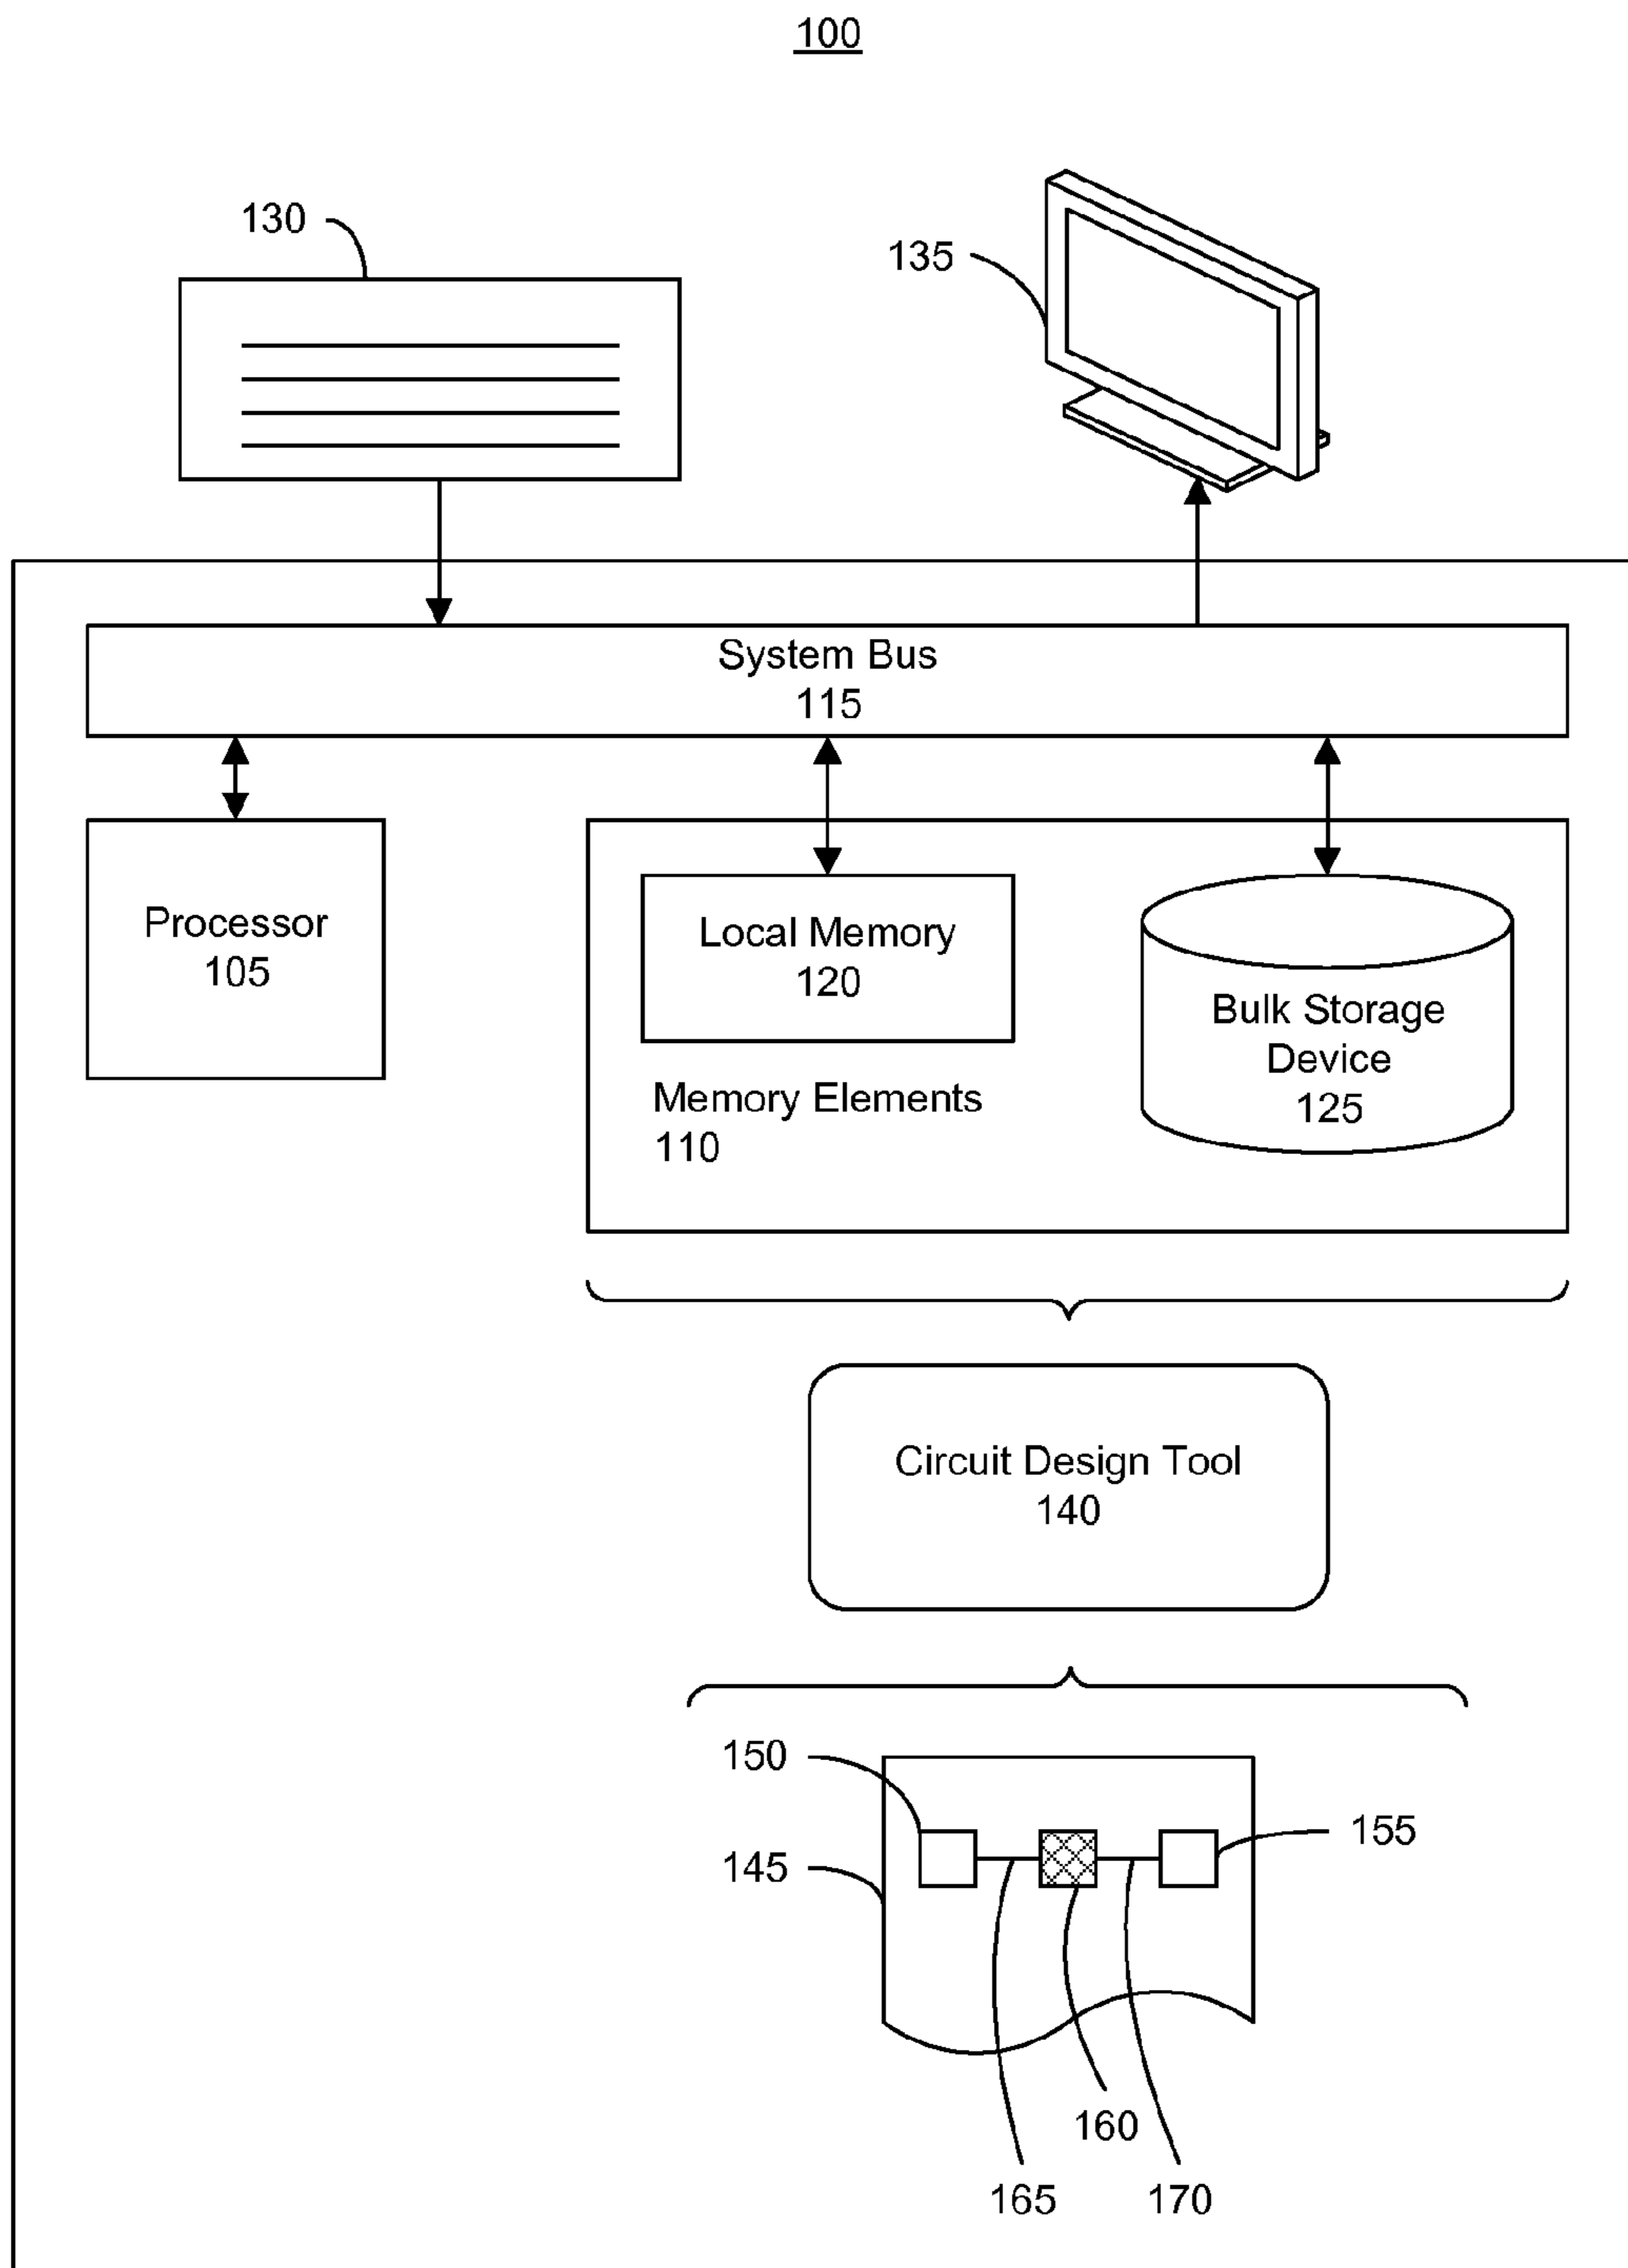 100
130
135
System Bus
115
Processor
105
Local Memory
120
Bulk Storage
Device
125
Memory Elements
110
Circuit Design Tool
140
150
155
145
160
165
170